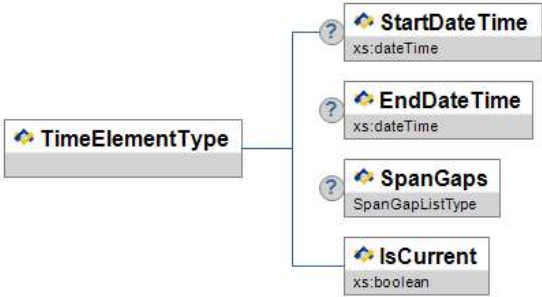 ?
StartDateTime
xs:dateTime
?
EndDateTime
xs:dateTime
TimeElementType
?
SpanGaps
SpanGapListType
IsCurrent
xs:boolean